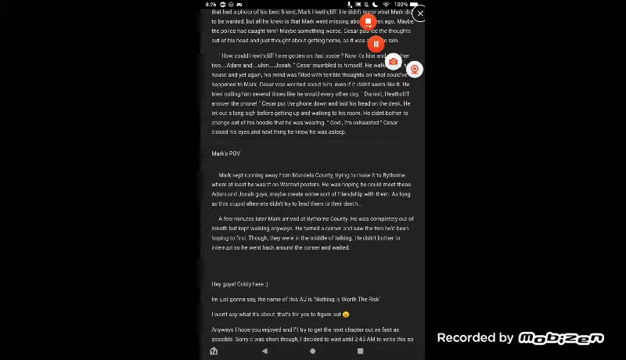 8:26
100%
that had a photo of his best friend, Mark Heathcliff. He didn't know what Mark did
to be wanted, but all he knew is that Mark went missing about a week ago. Maybe
the police had caught him? Maybe something worse. Cesar pushed the thoughts
out of his head and just thought about getting home, as it was
" How could Heathcliff have gotten on that poster? Now it's him and
two....Adam and ...uhm...Jonah. " Cesar mumbled to himself. He walked
house and yet again, his mind was filled with terrible thoughts on what could've
happened to Mark. Cesar was worried about him, even if it didn't seem like it. He
tried calling him several times like he would every other day. " Dammit, Heathcliff
answer the phone! " Cesar put the phone down and laid his head on the desk. He
let out a long sigh before getting up and walking to his room. He didnt bother to
change out of his hoodie that he was wearing. " God , I'm exhausted " Cesar
closed his eyes and next thing he know he was asleep.
Mark's POV
Mark kept running away from Mandela County, trying to make it to Bythorne
where at least he wasn't on Wanted posters. He was hoping he could meet these
Adam and Jonah guys, maybe create some sort of friendship with them. As long
as this stupid alternate didn't try to lead them to their death...
A few minutes later Mark arrived at Bythorne County. He was completely out of
breath but kept walking anyways. He turned a corner and saw the two he'd been
hoping to find. Though, they were in the middle of talking. He didn't bother to
interrupt so he went back around the corner and waited.
Hey guys! Coldy here :)
Im just gonna say, the name of this AU is 'Nothing Is Worth The Risk'
I won't say what it's about, that's for you to figure out 😉
Anyways I hope you enjoyed and I'll try to get the next chapter out as fast as
possible. Sorry it was short though, I decided to wait until 2:45 AM to write this so
Recorded by mobizen